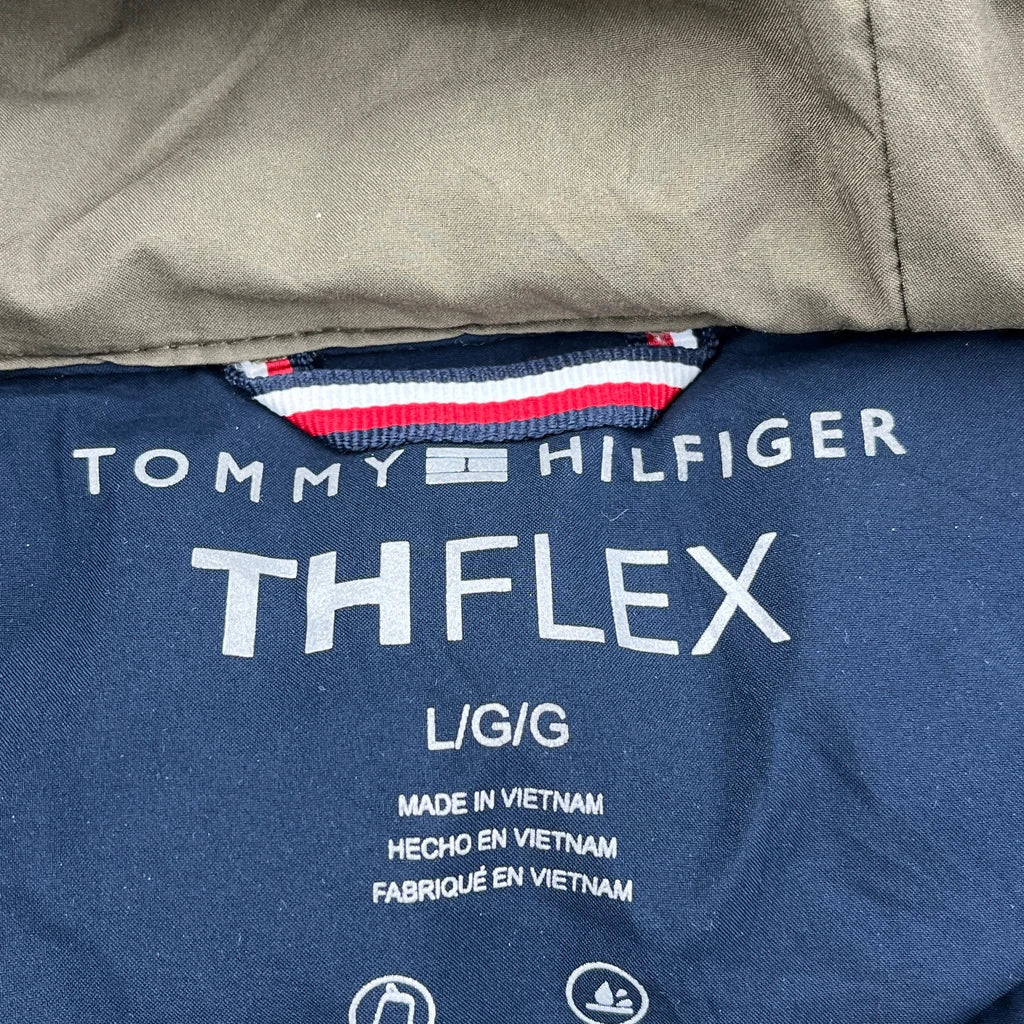 TOMMY HILFIGER
THFLEX
L/G/G
MADE IN VIETNAM
HECHO EN VIETNAM
FABRIQUÉ EN VIETNAM